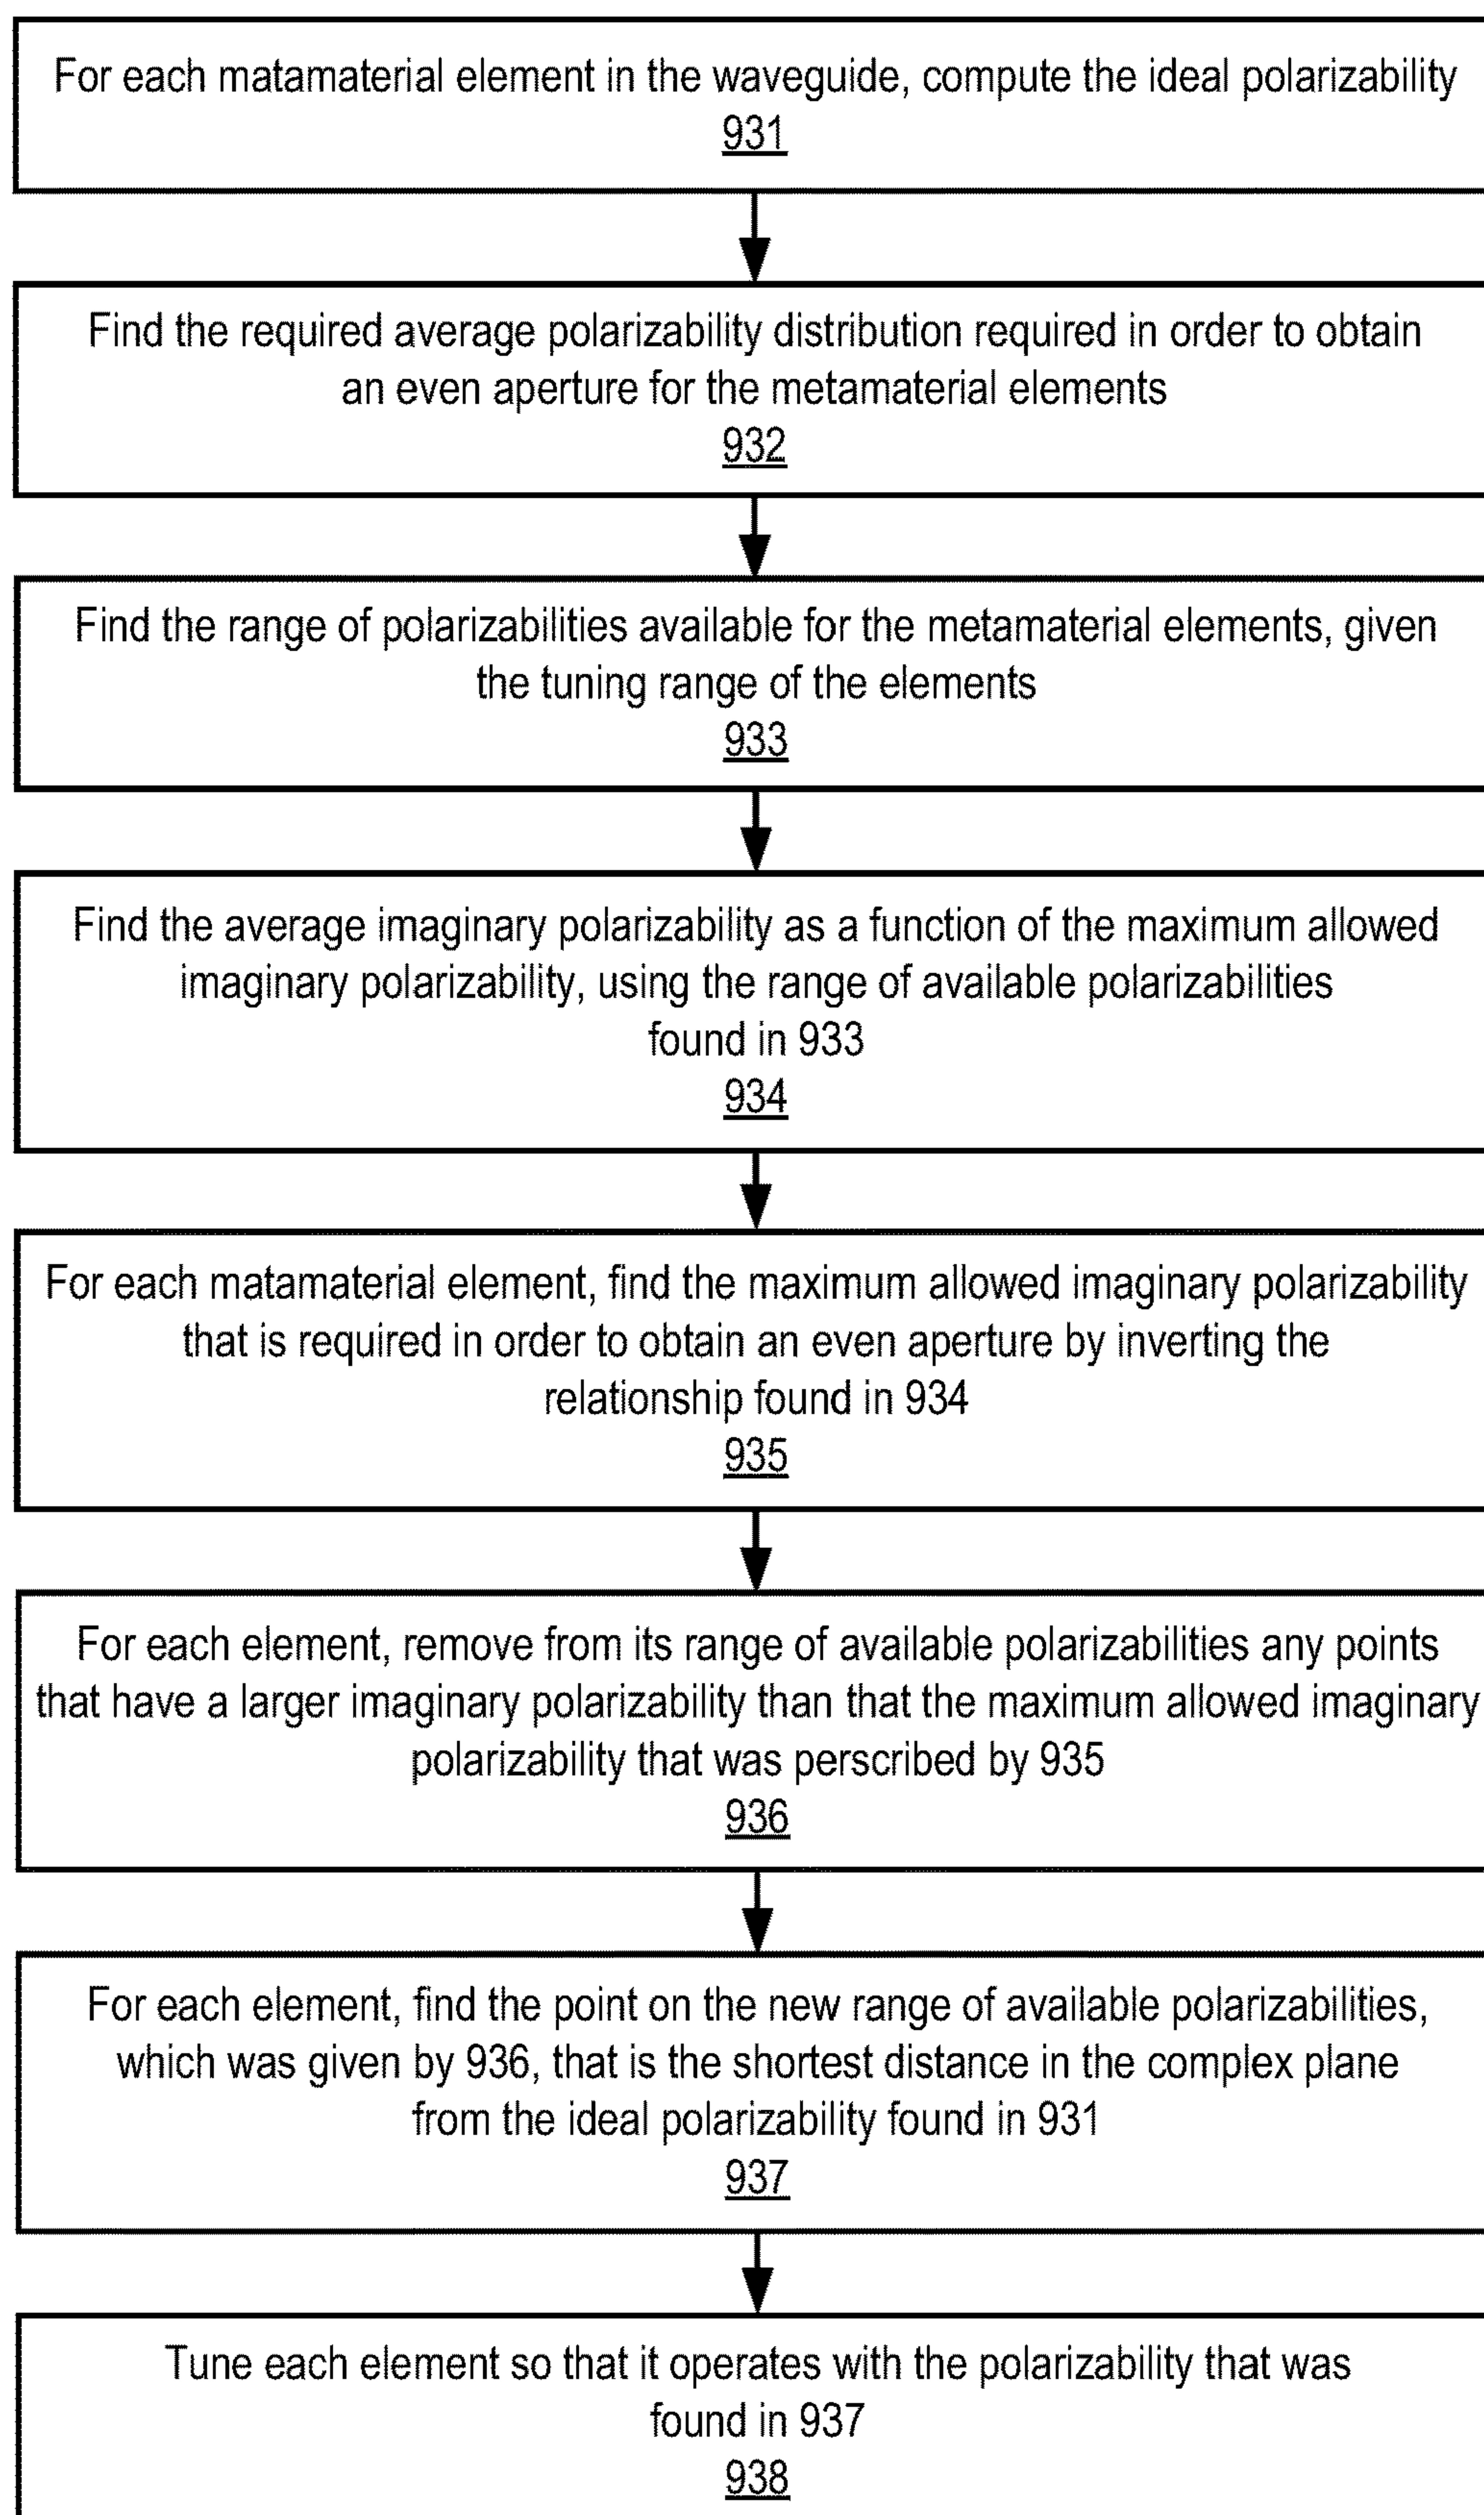 For each matamaterial element in the waveguide, compute the ideal polarizability
931
Find the required average polarizability distribution required in order to obtain
an even aperture for the metamaterial elements
932
Find the range of polarizabilities available for the metamaterial elements, given
the tuning range of the elements
933
Find the average imaginary polarizability as a function of the maximum allowed
imaginary polarizability, using the range of available polarizabilities
found in 933
934
For each matamaterial element, find the maximum allowed imaginary polarizability
that is required in order to obtain an even aperture by inverting the
relationship found in 934
935
For each element, remove from its range of available polarizabilities any points
that have a larger imaginary polarizability than that the maximum allowed imaginary
polarizability that was perscribed by 935
936
For each element, find the point on the new range of available polarizabilities,
which was given by 936, that is the shortest distance in the complex plane
from the ideal polarizability found in 931
937
Tune each element so that it operates with the polarizability that was
found in 937
938